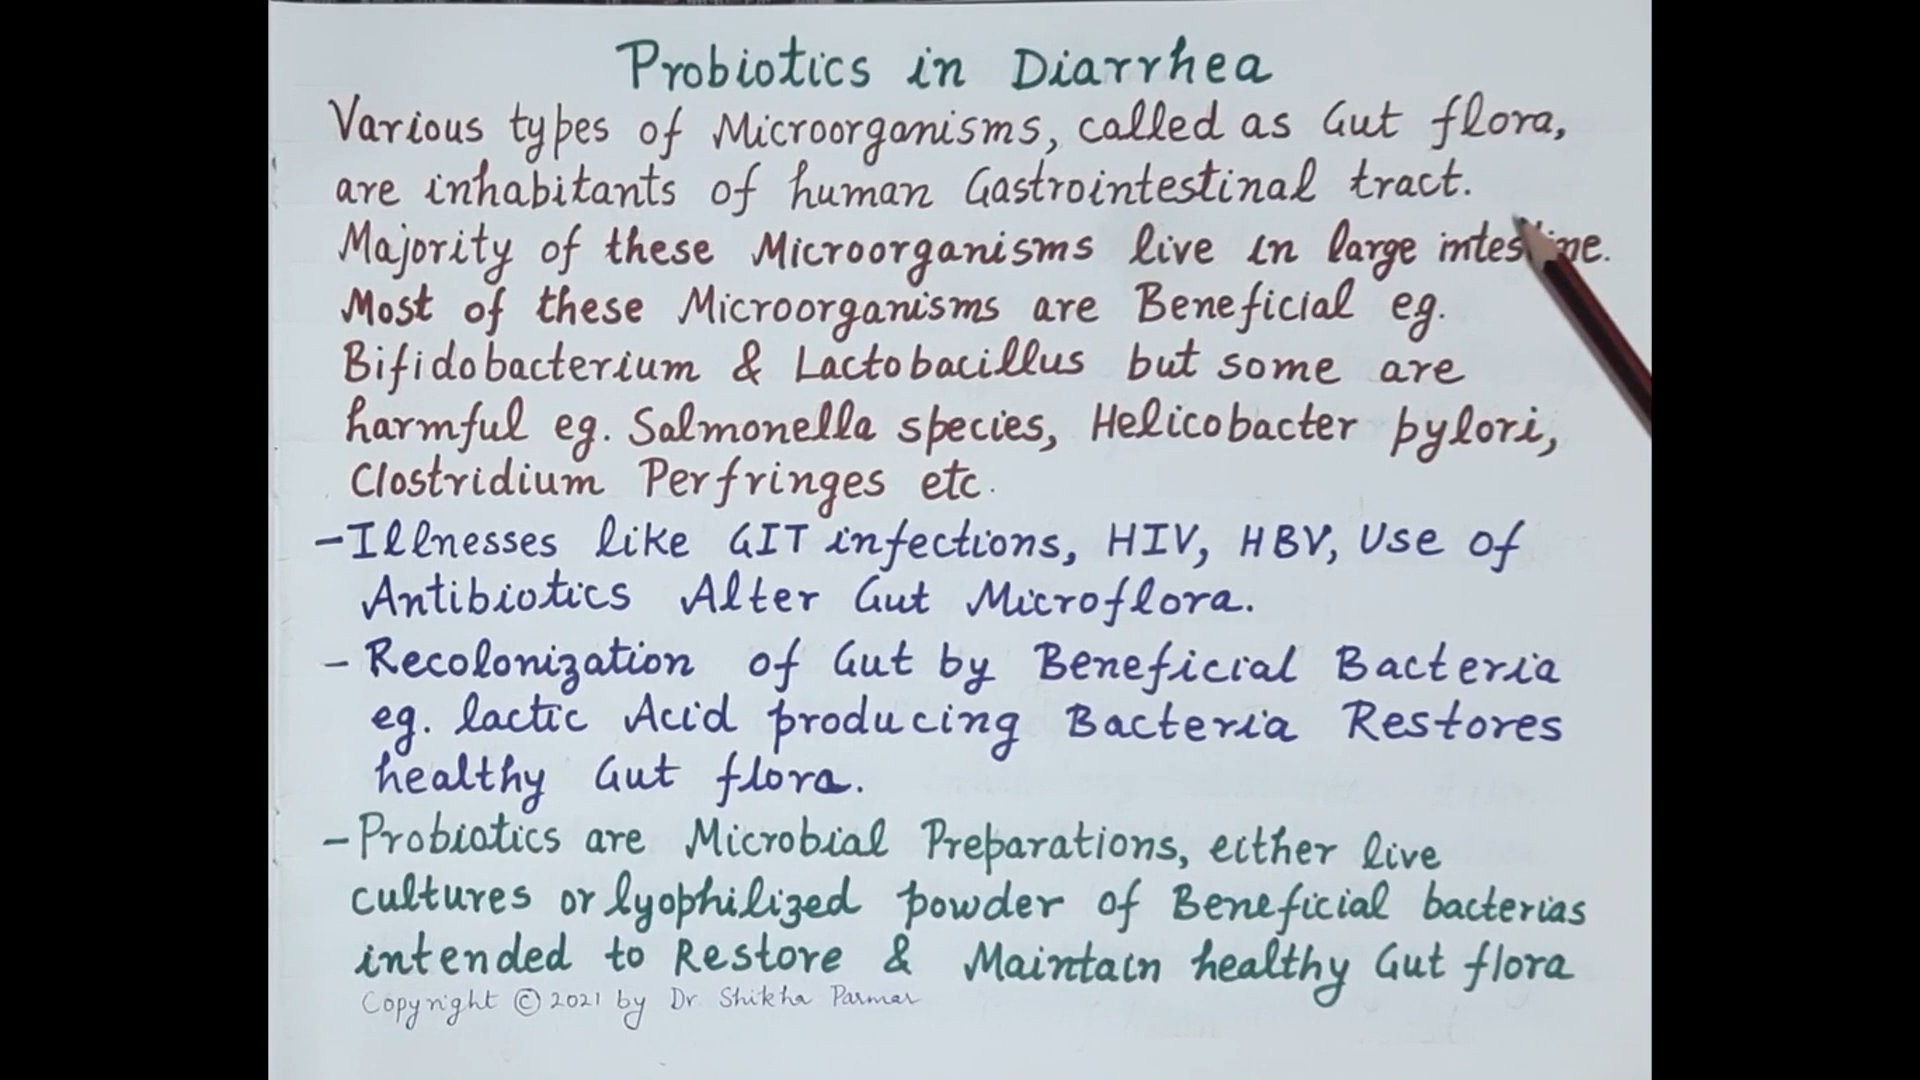 Probiotics in Diarrhea
Various types of Microorganisms, called as Gut flora,
are inhabitants of human Gastrointestinal tract.
Majority of these Microorganisms live in large intestine.
Most of these Microorganisms are Beneficial eg.
Bifidobacterium & Lactobacillus but some are
harmful eg. Salmonella species, Helicobacter pylori,
Clostridium Perfringes etc.
- Illnesses like GIT infections, HIV, HBV, Use of
Antibiotics Alter Gut Microflora.
- Recolonization of Gut by Beneficial Bacteria
eg. lactic Acid producing Bacteria Restores
healthy Gut flora.
- Probiotics are Microbial Preparations, either live
cultures or lyophilized powder of Beneficial bacterias
intended to Restore & Maintain healthy Gut flora
Copyright © 2021 by Dr Shikha Parmar